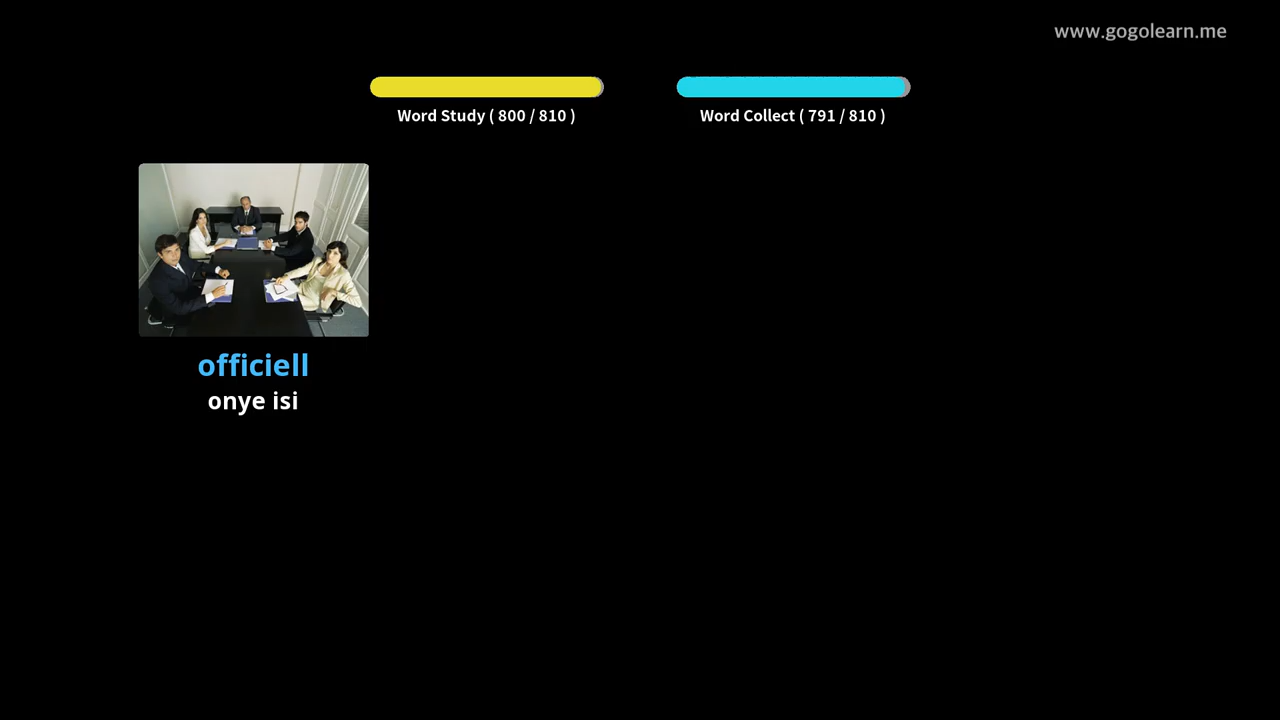 www.gogolearn.me
Word Study ( 800 / 810 )
Word Collect ( 791 / 810 )
officiell
onye isi